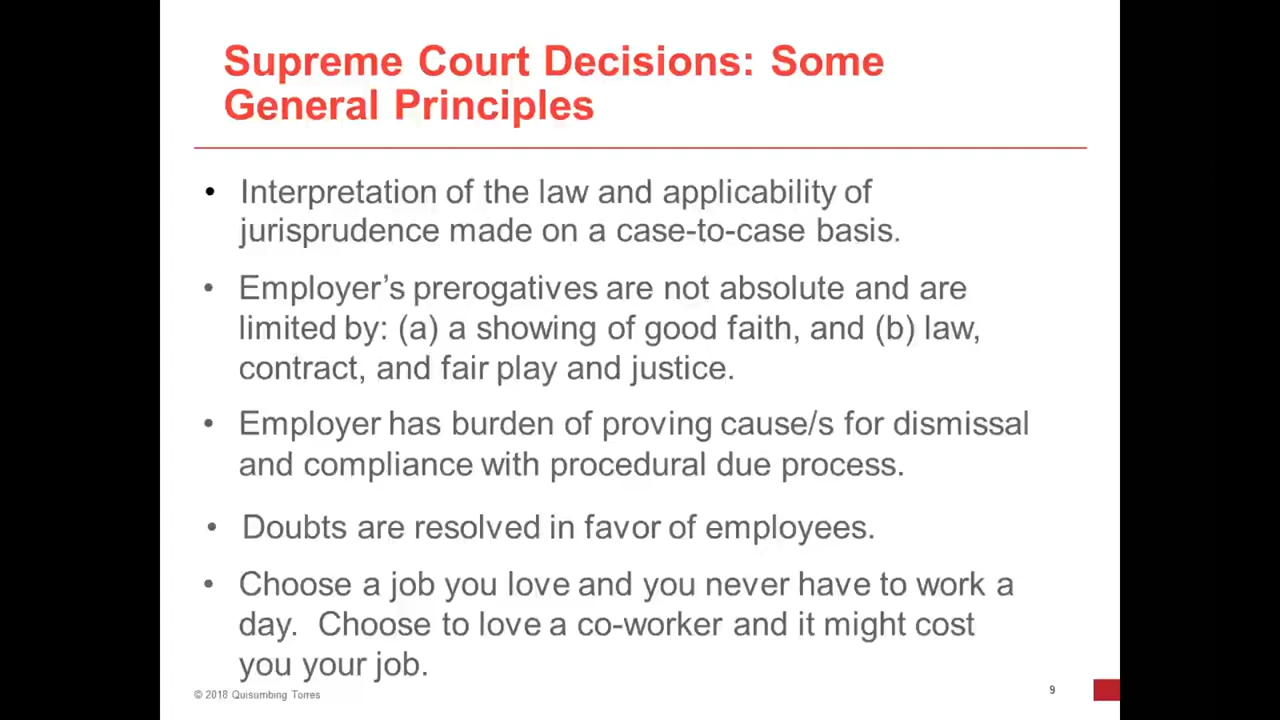 Supreme Court Decisions: Some
General Principles
• Interpretation of the law and applicability of
jurisprudence made on a case-to-case basis.
• Employer’s prerogatives are not absolute and are
limited by: (a) a showing of good faith, and (b) law,
contract, and fair play and justice.
• Employer has burden of proving cause/s for dismissal
and compliance with procedural due process.
• Doubts are resolved in favor of employees.
• Choose a job you love and you never have to work a
day.  Choose to love a co-worker and it might cost
you your job.
© 2018 Quisumbing Torres
9